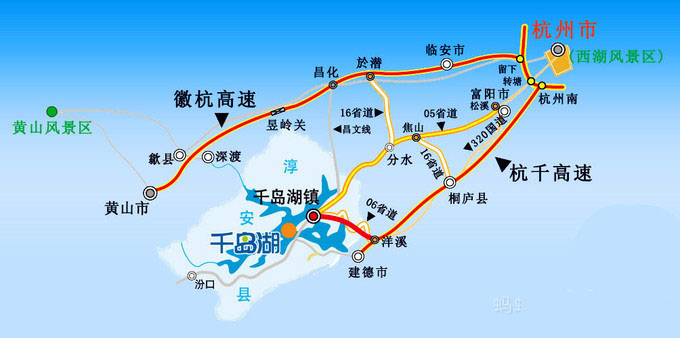 杭州市
(西湖风景区)
临安市
留下
转塘
於潜
昌化
富阳市
松溪
杭州南
徽杭高速
16省道
05省道
黄山风景区
昱岭关
昌文线
焦山
320国道
分水
16省道
杭千高速
歙县
深渡
淳
桐庐县
黄山市
千岛湖镇
06省道
安
千岛湖
洋溪
建德市
汾口
县